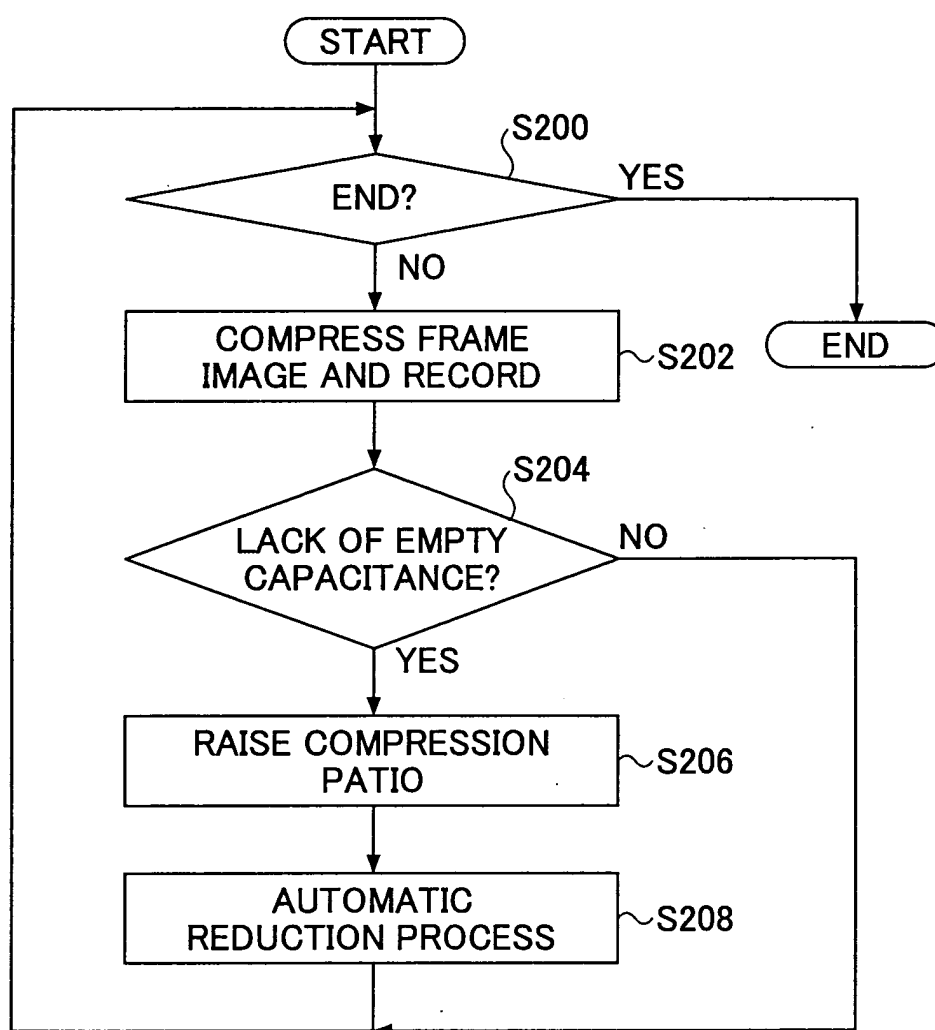 START
S200
END?
YES
NO
COMPRESS FRAME
IMAGE AND RECORD
S202
END
S204
LACK OF EMPTY
CAPACITANCE?
NO
YES
RAISE COMPRESSION
PATIO
S206
AUTOMATIC
REDUCTION PROCESS
S208